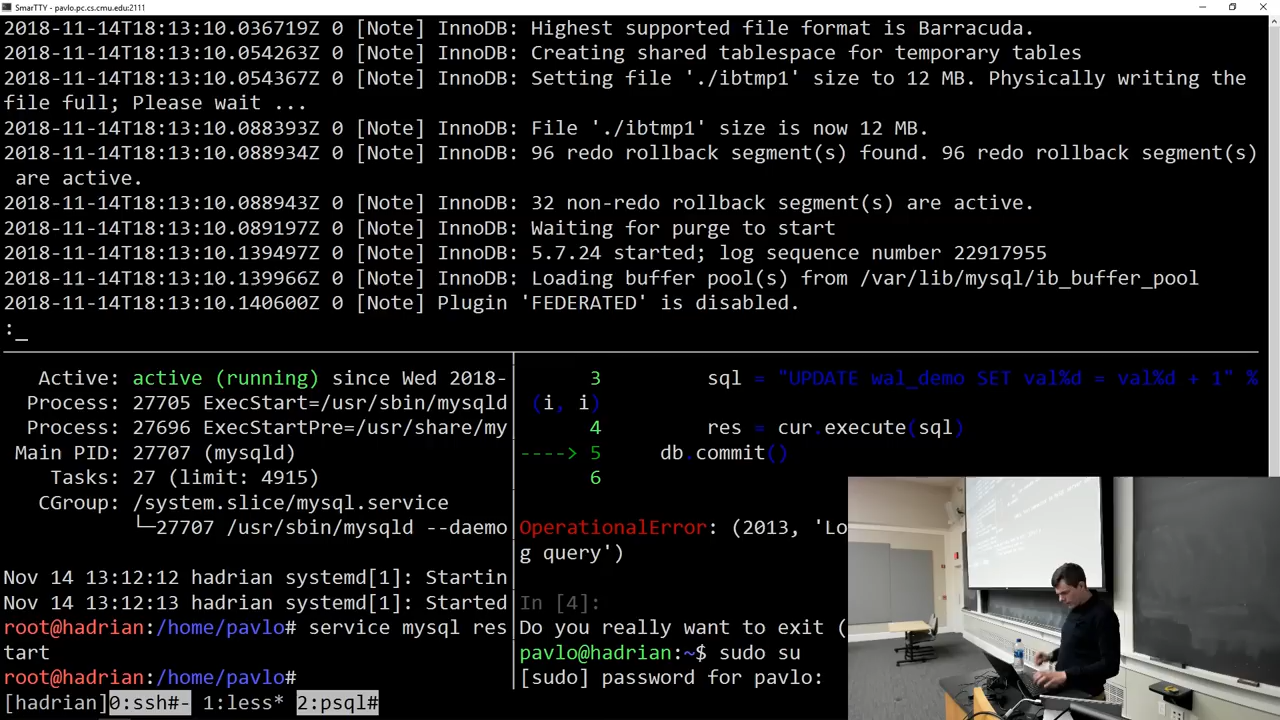 SmarTTY - pavlo.pc.cs.cmu.edu:2111
2018-11-14T18:13:10.036719Z 0 [Note] InnoDB: Highest supported file format is Barracuda.
2018-11-14T18:13:10.054263Z 0 [Note] InnoDB: Creating shared tablespace for temporary tables
2018-11-14T18:13:10.054367Z 0 [Note] InnoDB: Setting file './ibtmp1' size to 12 MB. Physically writing the
file full; Please wait ...
2018-11-14T18:13:10.088393Z 0 [Note] InnoDB: File './ibtmp1' size is now 12 MB.
2018-11-14T18:13:10.088934Z 0 [Note] InnoDB: 96 redo rollback segment(s) found. 96 redo rollback segment(s)
are active.
2018-11-14T18:13:10.088943Z 0 [Note] InnoDB: 32 non-redo rollback segment(s) are active.
2018-11-14T18:13:10.089197Z 0 [Note] InnoDB: Waiting for purge to start
2018-11-14T18:13:10.139497Z 0 [Note] InnoDB: 5.7.24 started; log sequence number 22917955
2018-11-14T18:13:10.139966Z 0 [Note] InnoDB: Loading buffer pool(s) from /var/lib/mysql/ib_buffer_pool
2018-11-14T18:13:10.140600Z 0 [Note] Plugin 'FEDERATED' is disabled.
:_
Active: active (running) since Wed 2018-
Process: 27705 ExecStart=/usr/sbin/mysqld
Process: 27696 ExecStartPre=/usr/share/my
Main PID: 27707 (mysqld)
Tasks: 27 (limit: 4915)
CGroup: /system.slice/mysql.service
└─27707 /usr/sbin/mysqld --daemo
Nov 14 13:12:12 hadrian systemd[1]: Startin
Nov 14 13:12:13 hadrian systemd[1]: Started
root@hadrian:/home/pavlo# service mysql res
tart
root@hadrian:/home/pavlo#
3 sql = "UPDATE wal_demo SET val%d = val%d + 1" %
(i, i)
4 res = cur.execute(sql)
----> 5 db.commit()
6
OperationalError: (2013, 'Lo
g query')
In [4]:
Do you really want to exit (
pavlo@hadrian:~$ sudo su
[sudo] password for pavlo:
[hadrian]0:ssh#- 1:less* 2:psql#